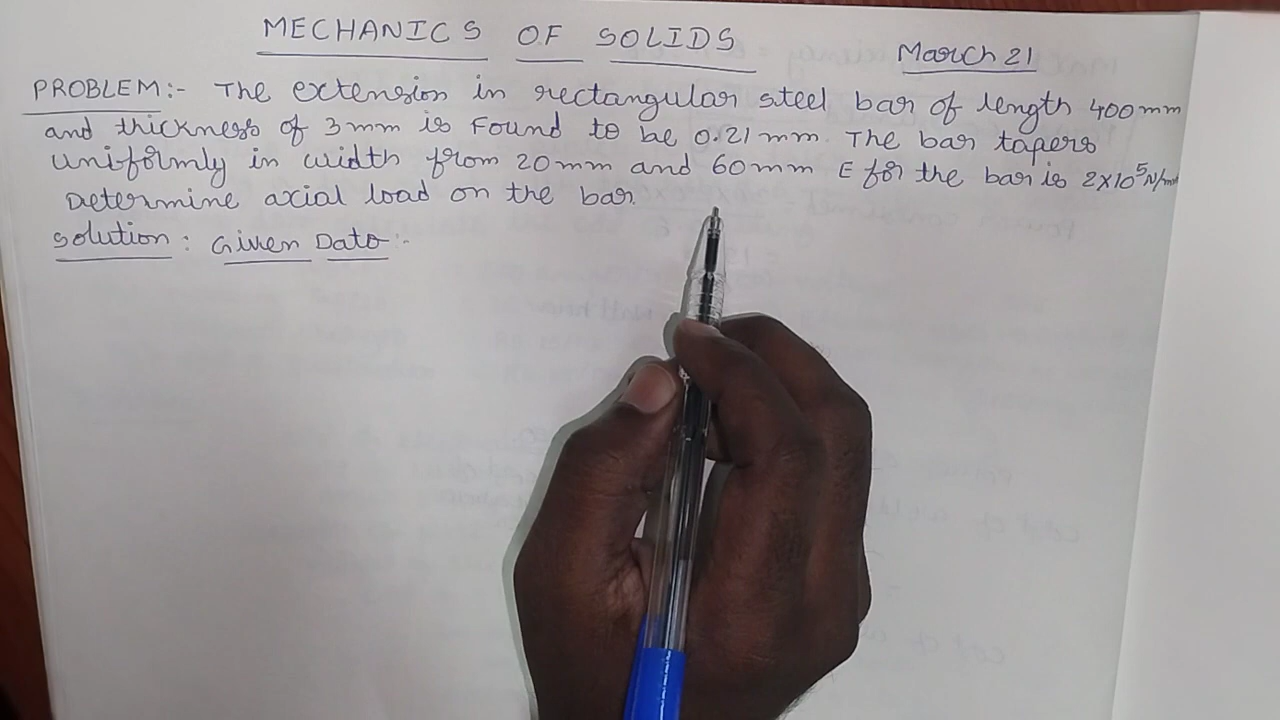 MECHANICS OF SOLIDS
March 21
PROBLEM:- The extension in rectangular steel bar of length 400mm
and thickness of 3mm is Found to be 0.21mm. The bar tapers
uniformly in width from 20mm and 60mm E for the bar is 2x10⁵N/mm
Determine axial load on the bar.
Solution: Given Data:-